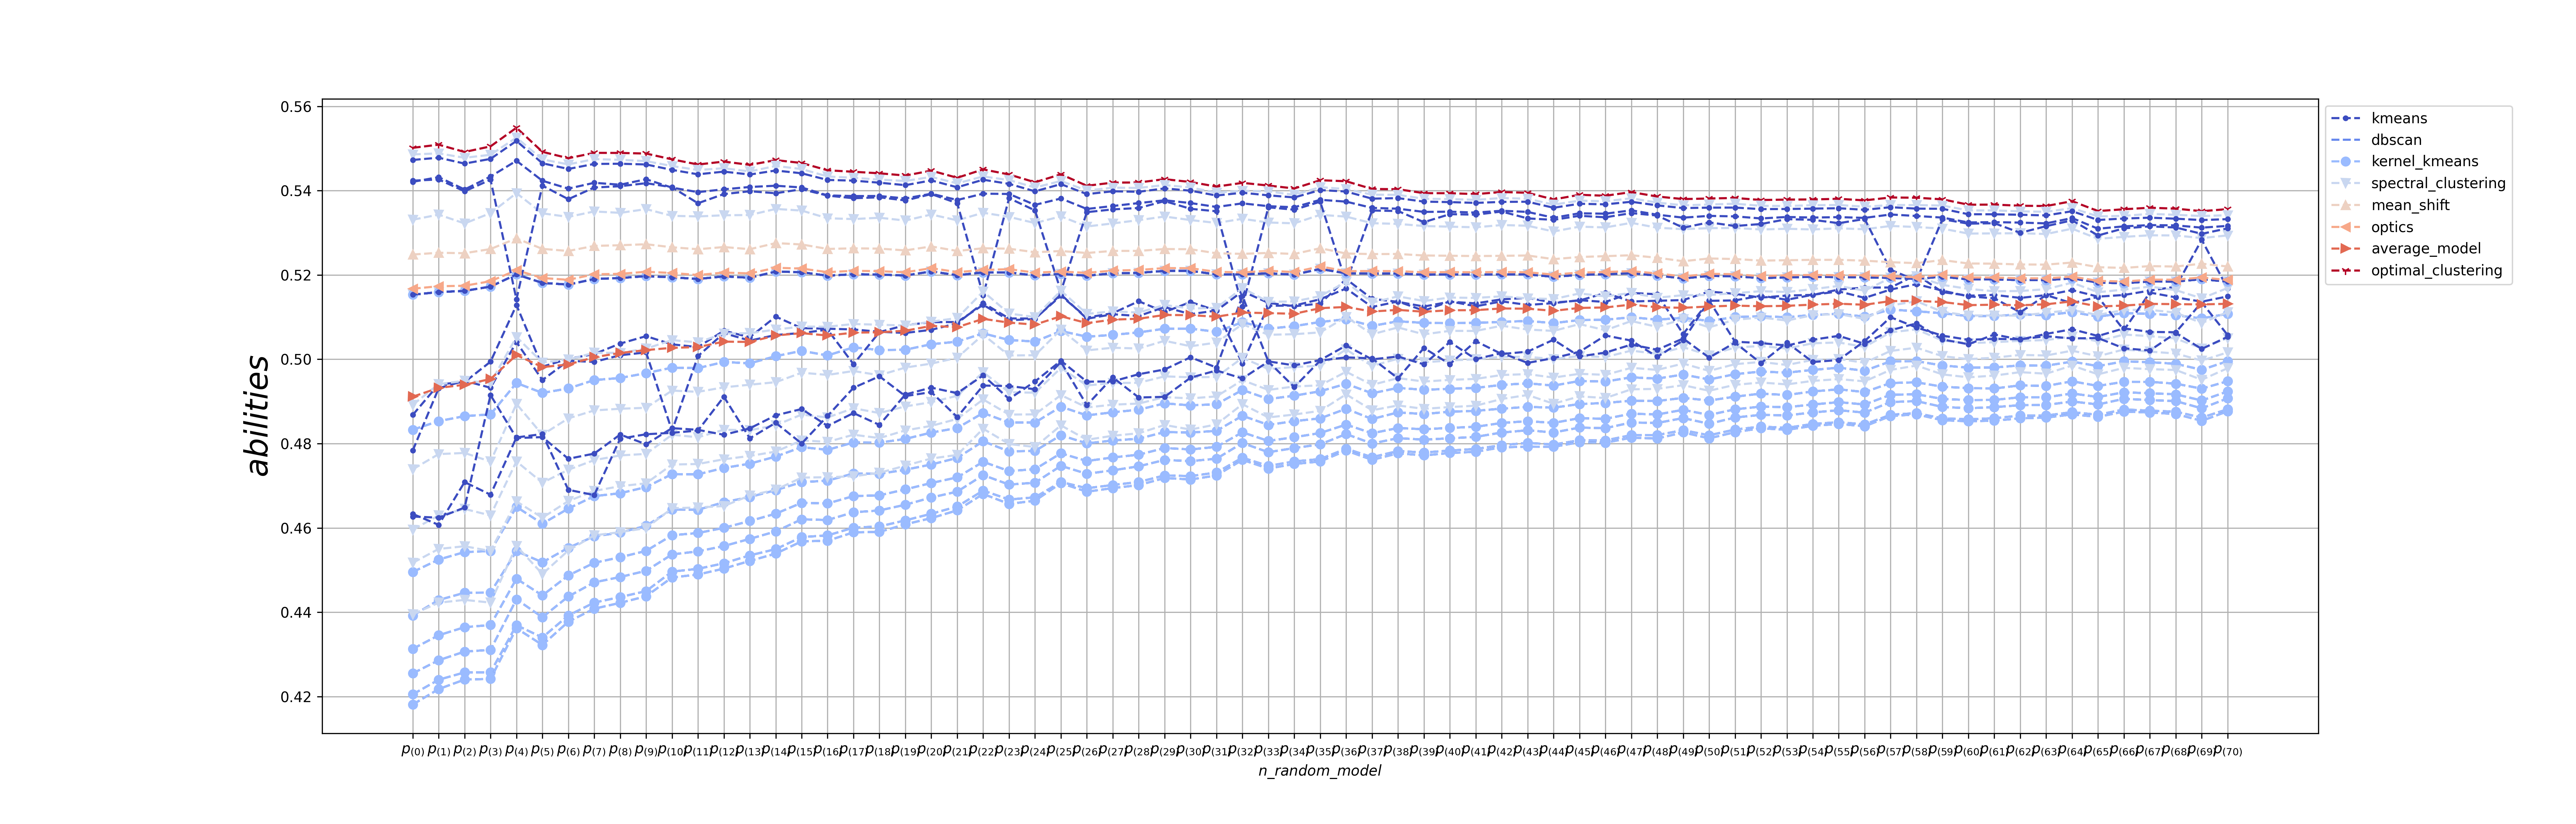 0.56
0.54
0.52
0.50
0.48
0.46
0.44
0.42
abilities
p(0) p(1) p(2) p(3) p(4) p(5) p(6) p(7) p(8) p(9) p(10) p(11) p(12) p(13) p(14) p(15) p(16) p(17) p(18) p(19) p(20) p(21) p(22) p(23) p(24) p(25) p(26) p(27) p(28) p(29) p(30) p(31) p(32) p(33) p(34) p(35) p(36) p(37) p(38) p(39) p(40) p(41) p(42) p(43) p(44) p(45) p(46) p(47) p(48) p(49) p(50) p(51) p(52) p(53) p(54) p(55) p(56) p(57) p(58) p(59) p(60) p(61) p(62) p(63) p(64) p(65) p(66) p(67) p(68) p(69) p(70)
n_random_model
kmeans
dbscan
kernel_kmeans
spectral_clustering
mean_shift
optics
average_model
optimal_clustering